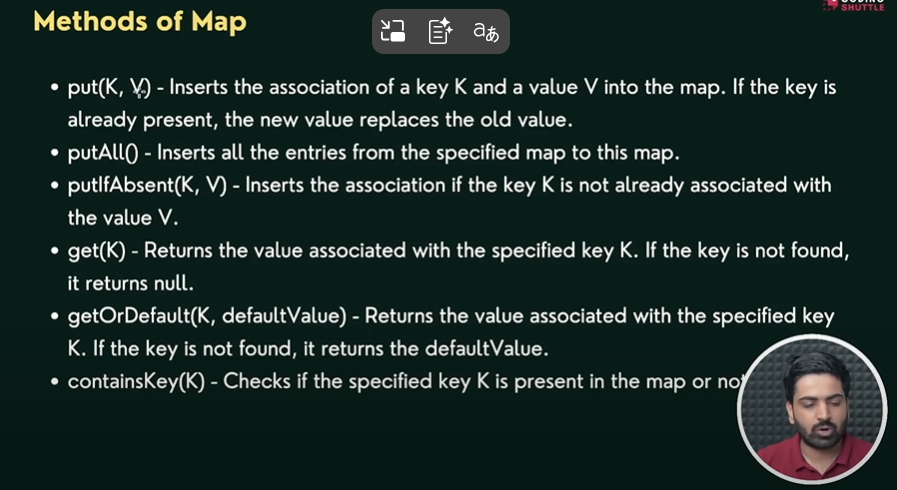 Methods of Map
CODING
SHUTTLE
• put(K, V) - Inserts the association of a key K and a value V into the map. If the key is
already present, the new value replaces the old value.
• putAll() - Inserts all the entries from the specified map to this map.
• putIfAbsent(K, V) - Inserts the association if the key K is not already associated with
the value V.
• get(K) - Returns the value associated with the specified key K. If the key is not found,
it returns null.
• getOrDefault(K, defaultValue) - Returns the value associated with the specified key
K. If the key is not found, it returns the defaultValue.
• containsKey(K) - Checks if the specified key K is present in the map or not